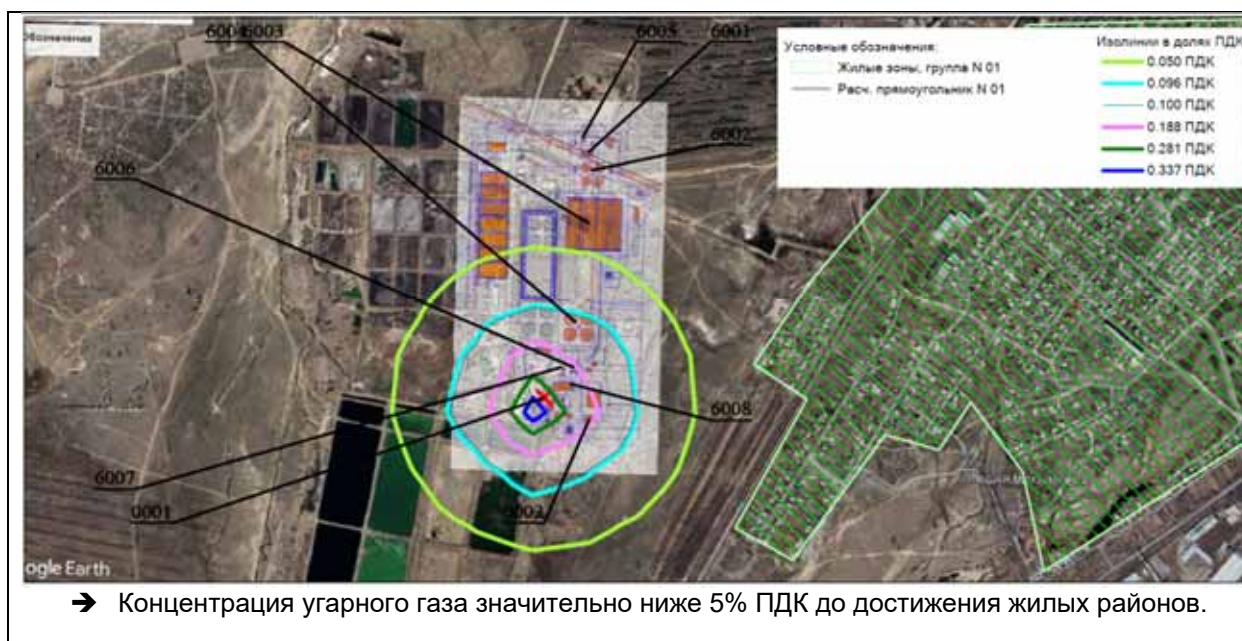 Обозначения
60046003
6005
6001
Условные обозначения:
Жилые зоны, группа N 01
Расч. прямоугольник N 01
Изолинии в долях ПДК
0.050 ПДК
0.096 ПДК
0.100 ПДК
0.188 ПДК
0.281 ПДК
0.337 ПДК
6002
6006
6008
6007
0001
0002
ogle Earth
➔ Концентрация угарного газа значительно ниже 5% ПДК до достижения жилых районов.